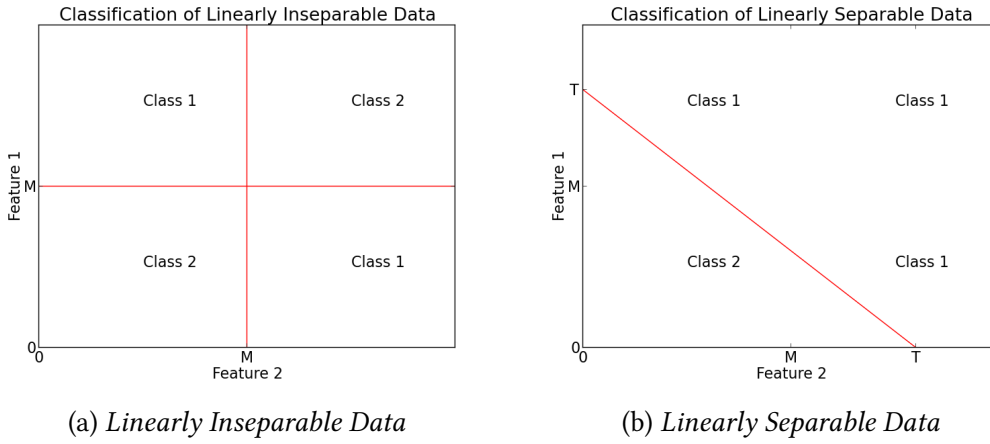 Classification of Linearly Inseparable Data
Class 1
Class 2
Feature 1
M
Class 2
Class 1
0
0
M
Feature 2
(a) Linearly Inseparable Data
Classification of Linearly Separable Data
T
Class 1
Class 1
Feature 1
M
Class 2
Class 1
0
0
M
T
Feature 2
(b) Linearly Separable Data